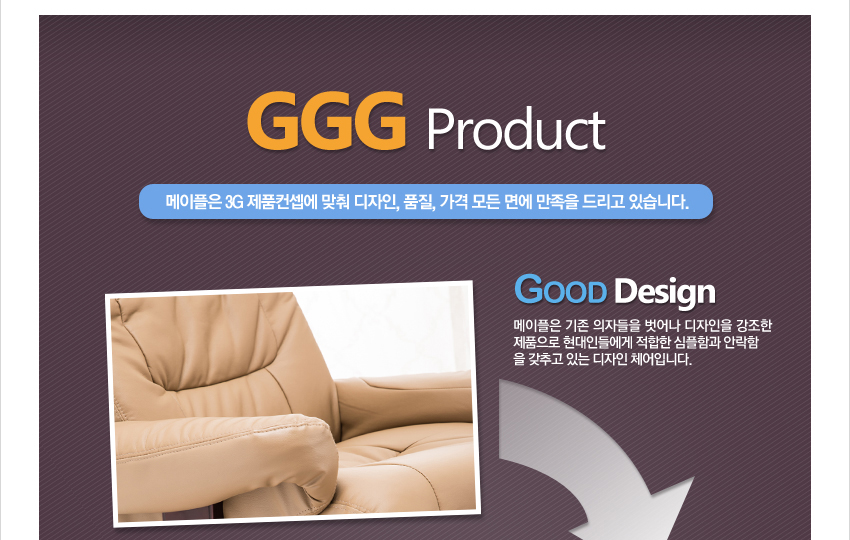 GGG Product
메이플은 3G 제품컨셉에 맞춰 디자인, 품질, 가격 모든 면에 만족을 드리고 있습니다.
GOOD Design
메이플은 기존 의자들을 벗어나 디자인을 강조한
제품으로 현대인들에게 적합한 심플함과 안락함
을 갖추고 있는 디자인 체어입니다.